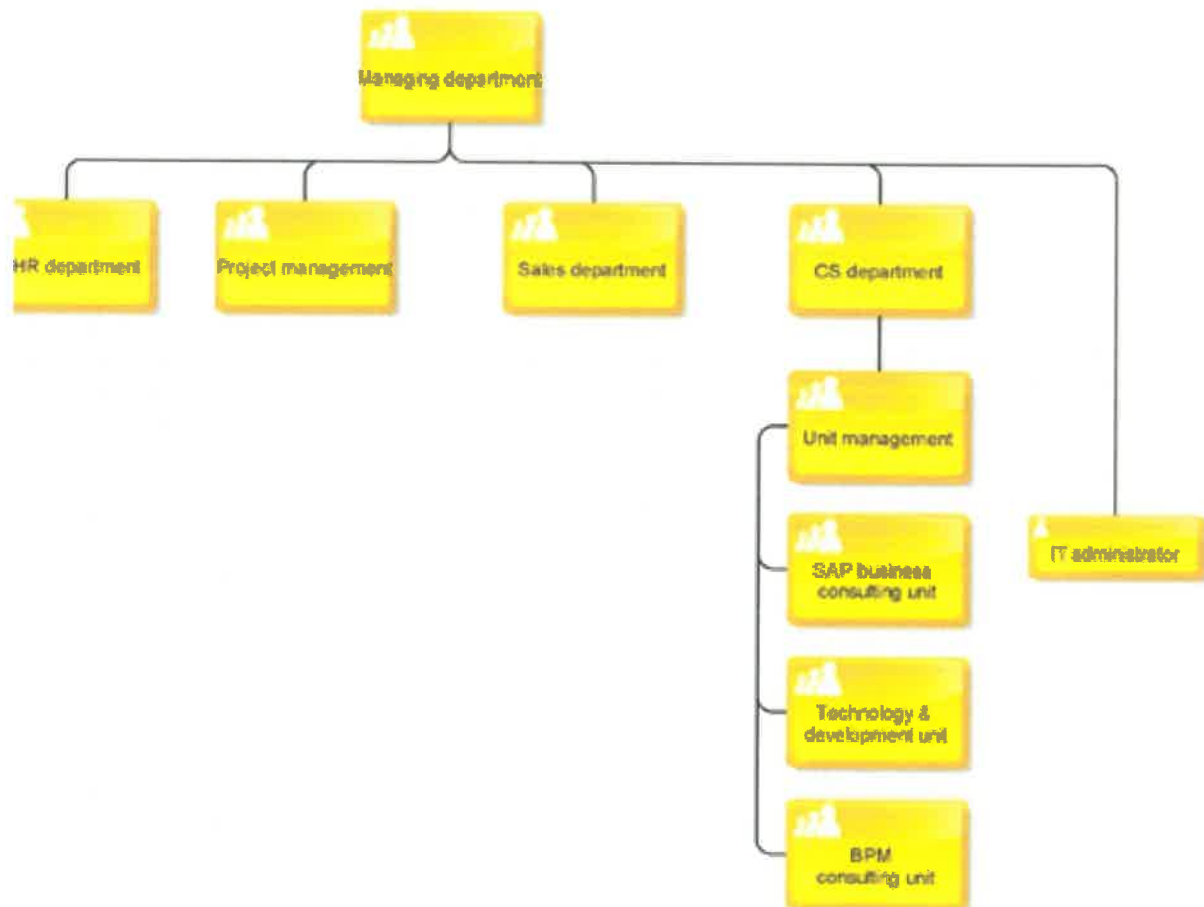 Managing department
HR department
Project management
Sales department
CS department
Unit management
IT administrator
SAP business
consulting unit
Technology &
development unit
BPM
consulting unit